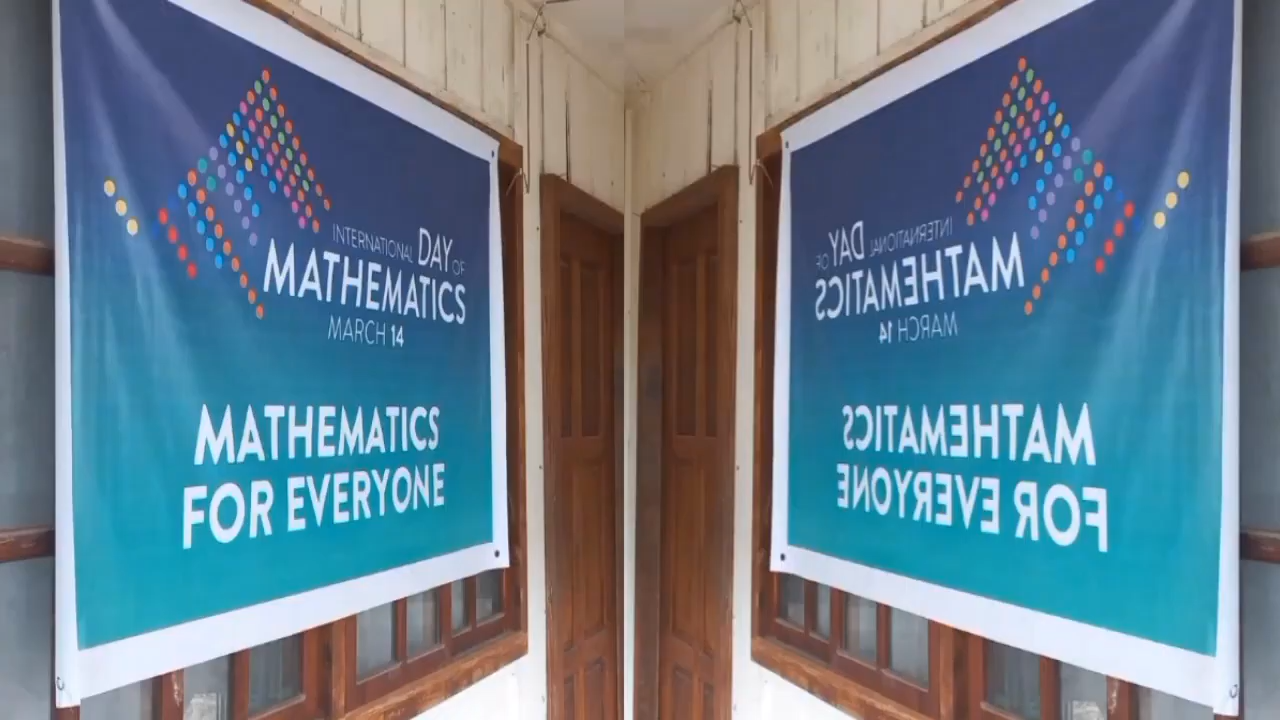 INTERNATIONAL DAY OF
MATHEMATICS
MARCH 14
MATHEMATICS
FOR EVERYONE
INTERNATIONAL DAY OF
MATHEMATICS
MARCH 14
MATHEMATICS
FOR EVERYONE